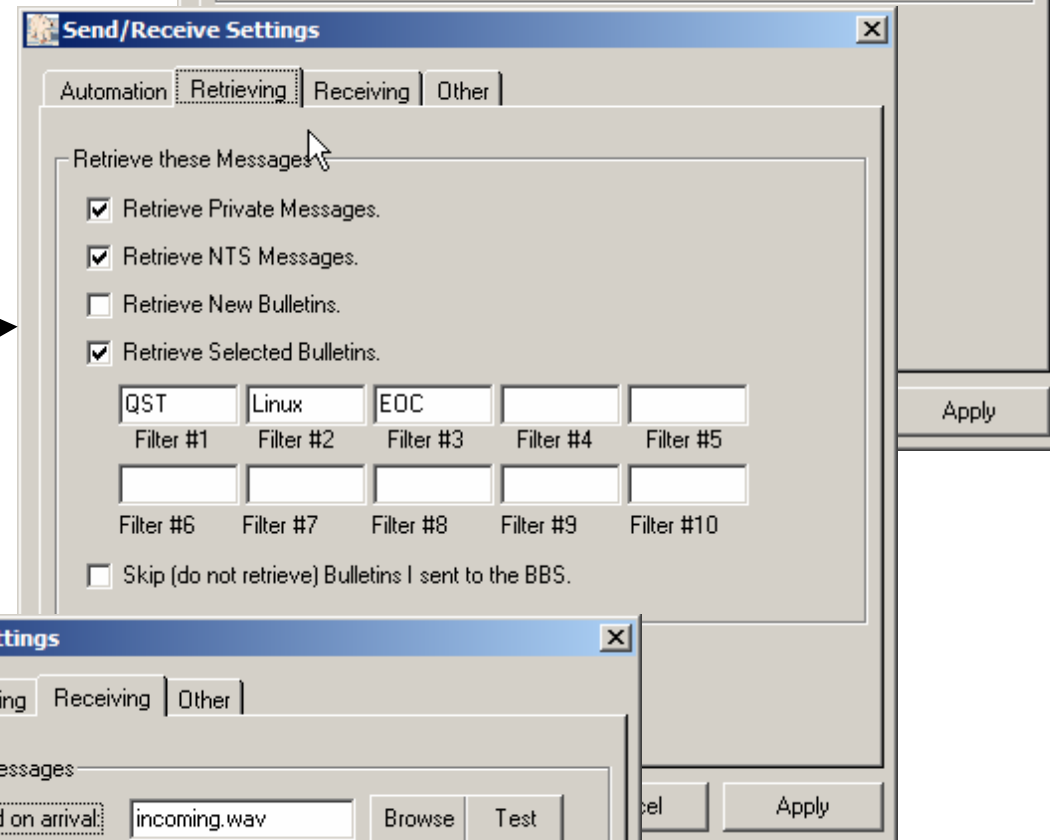 Send/Receive Settings
Automation Retrieving Receiving Other
Retrieve these Messages
Retrieve Private Messages.
Retrieve NTS Messages.
Retrieve New Bulletins.
Retrieve Selected Bulletins.
QST Linux EOC
Filter #1 Filter #2 Filter #3 Filter #4 Filter #5
Apply
Filter #6 Filter #7 Filter #8 Filter #9 Filter #10
Skip (do not retrieve) Bulletins I sent to the BBS.
ttings
ing Receiving Other
essages
d on arrival: incoming.wav Browse Test
cel Apply